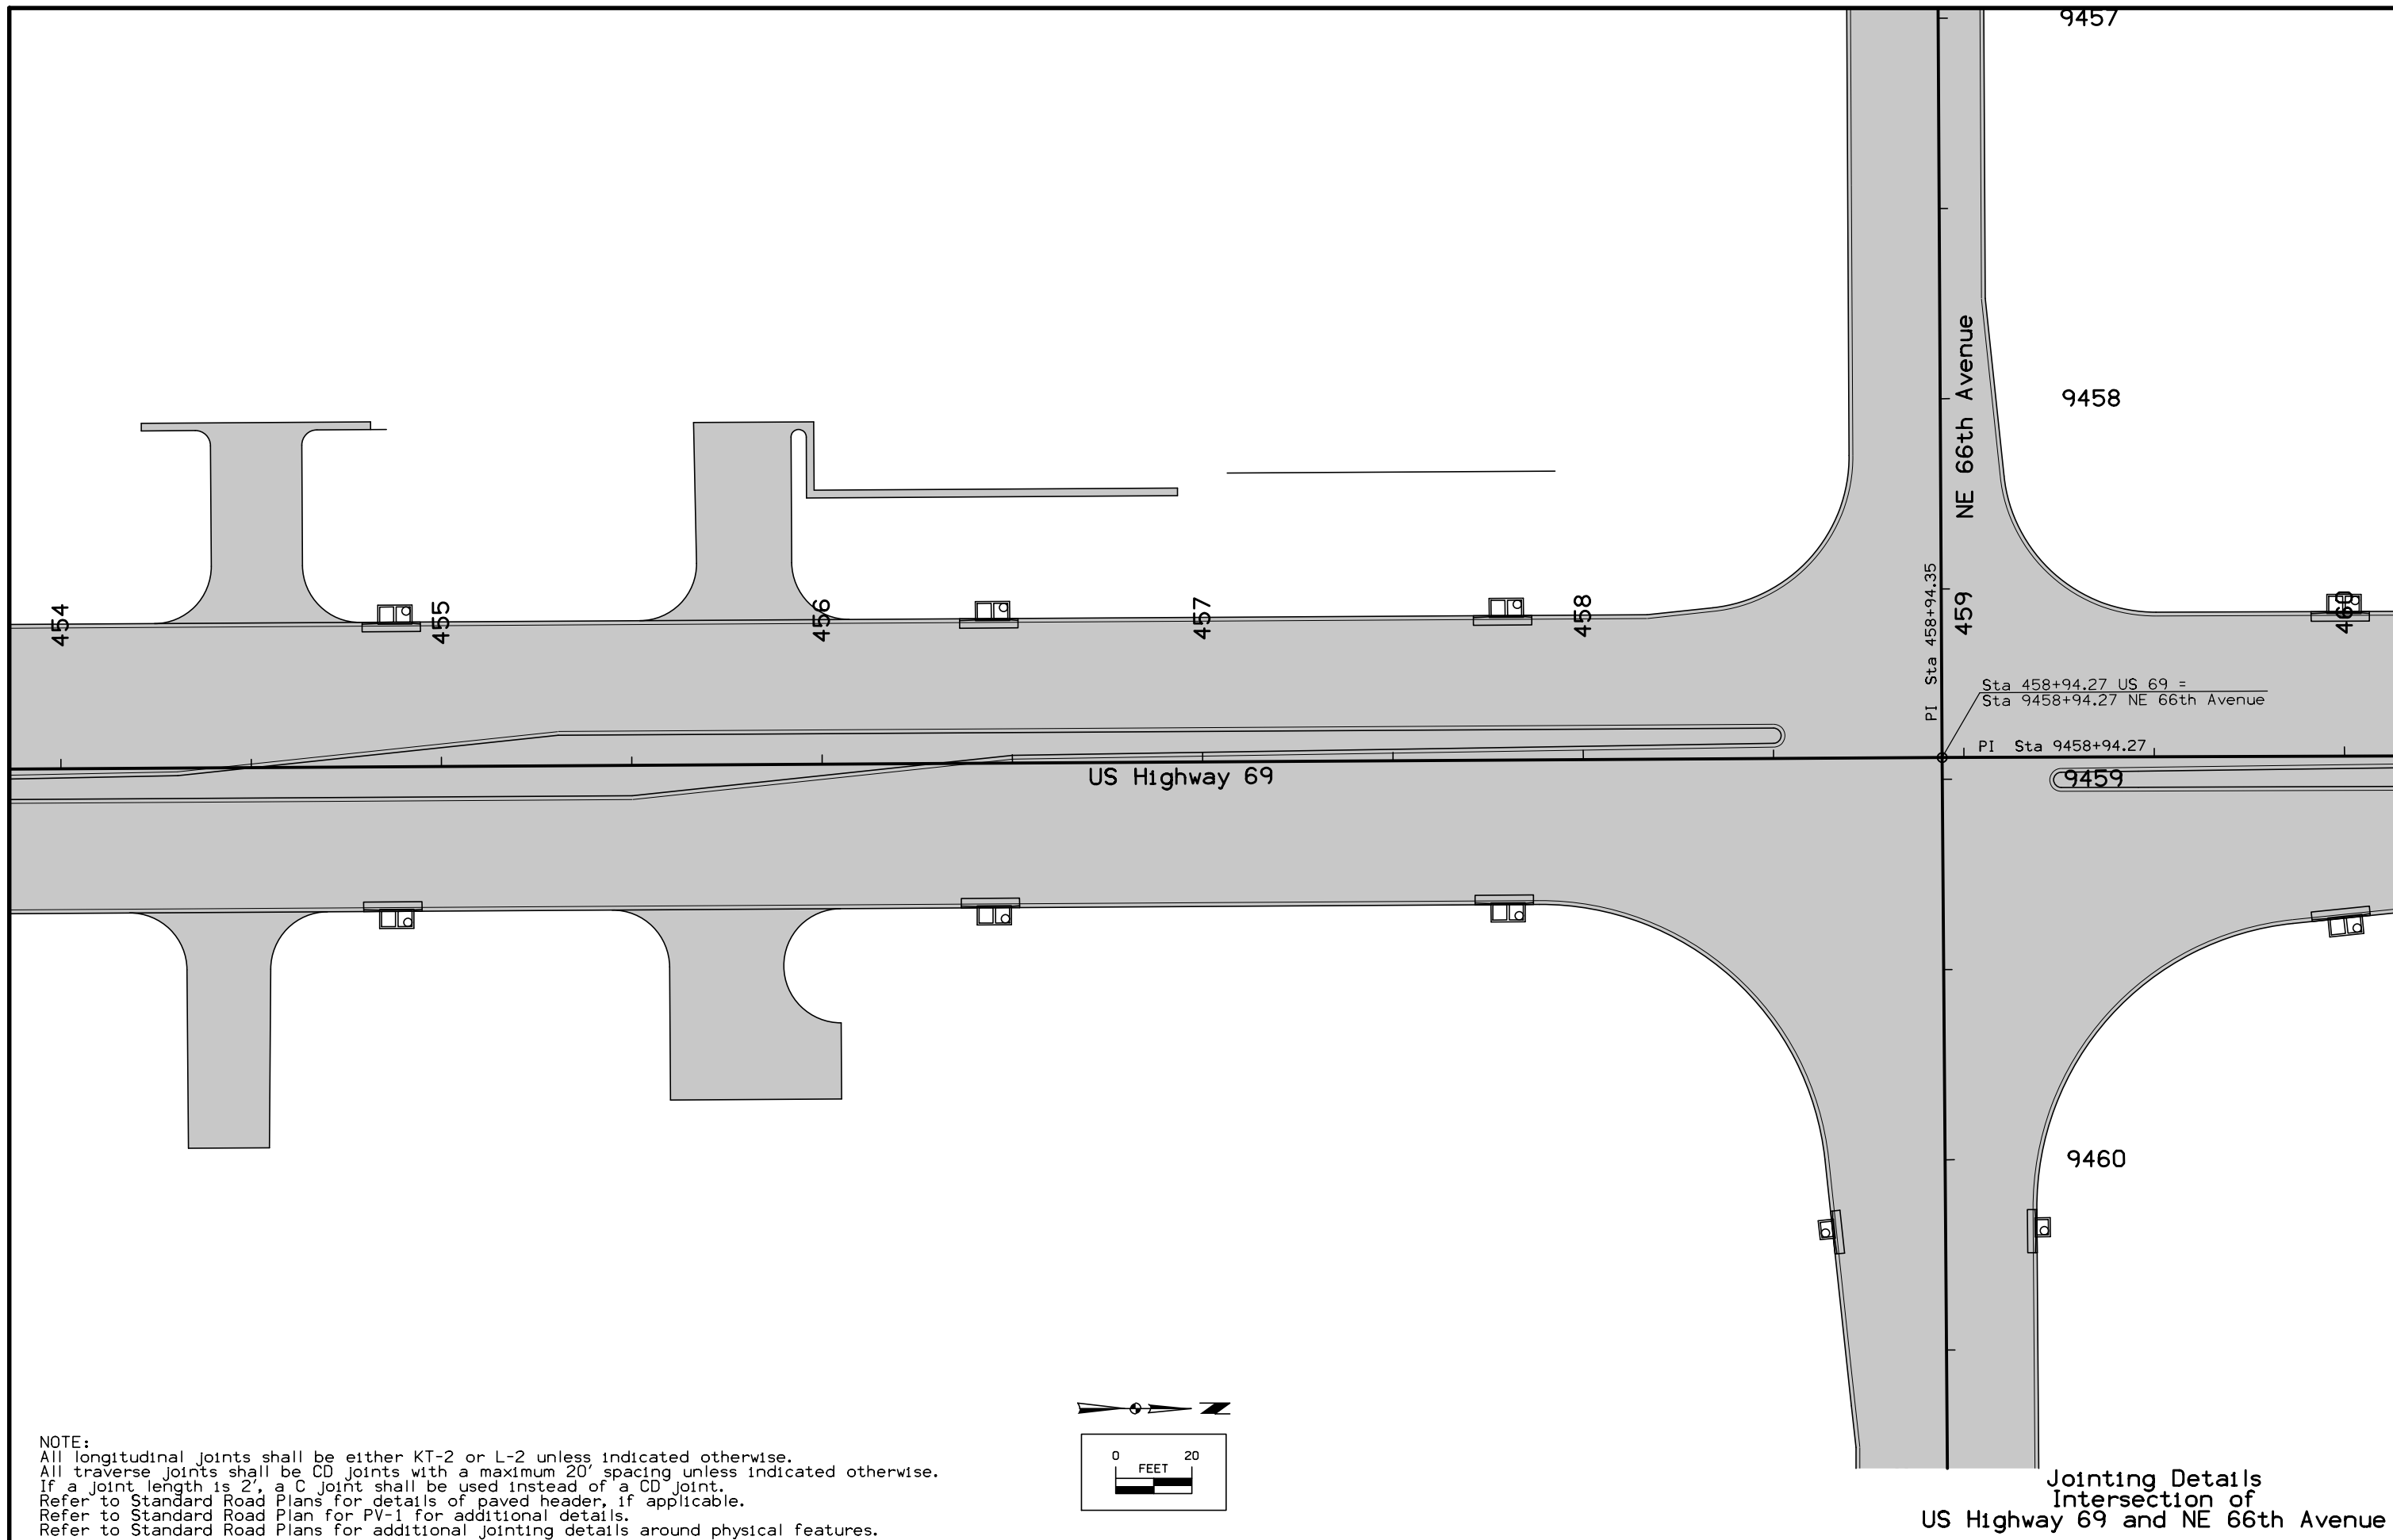 9457
9458
NE 66th Avenue
454
455
456
457
458
459
460
PI Sta 458+94.35
Sta 458+94.27 US 69 =
Sta 9458+94.27 NE 66th Avenue
PI Sta 9458+94.27
US Highway 69
9459
9460
NOTE:
All longitudinal joints shall be either KT-2 or L-2 unless indicated otherwise.
All traverse joints shall be CD joints with a maximum 20' spacing unless indicated otherwise.
If a joint length is 2', a C joint shall be used instead of a CD joint.
Refer to Standard Road Plans for details of paved header, if applicable.
Refer to Standard Road Plan for PV-1 for additional details.
Refer to Standard Road Plans for additional jointing details around physical features.
N
0 20
FEET
Jointing Details
Intersection of
US Highway 69 and NE 66th Avenue